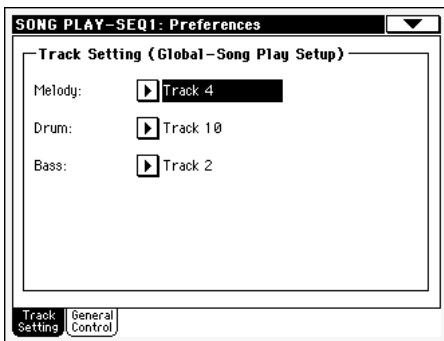 SONG PLAY-SEQ1: Preferences
Track Setting (Global-Song Play Setup)
Melody: Track 4
Drum: Track 10
Bass: Track 2
Track Setting General Control